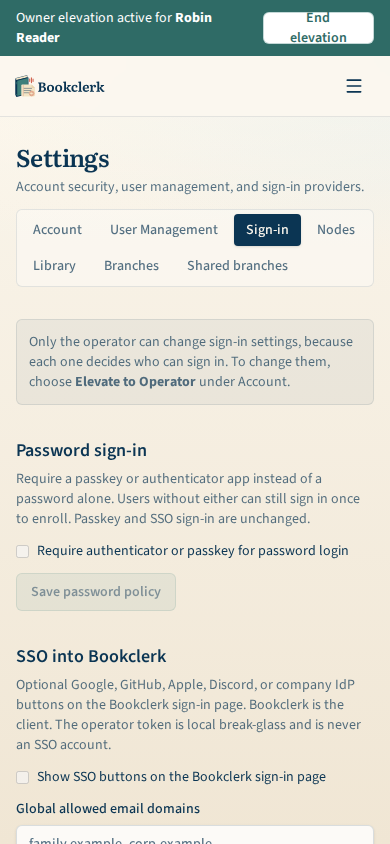 Owner elevation active for Robin
Reader
End
elevation
Bookclerk
Settings
Account security, user management, and sign-in providers.
Account User Management Sign-in Nodes
Library Branches Shared branches
Only the operator can change sign-in settings, because
each one decides who can sign in. To change them,
choose Elevate to Operator under Account.
Password sign-in
Require a passkey or authenticator app instead of a
password alone. Users without either can still sign in once
to enroll. Passkey and SSO sign-in are unchanged.
Require authenticator or passkey for password login
Save password policy
SSO into Bookclerk
Optional Google, GitHub, Apple, Discord, or company IdP
buttons on the Bookclerk sign-in page. Bookclerk is the
client. The operator token is local break-glass and is never
an SSO account.
Show SSO buttons on the Bookclerk sign-in page
Global allowed email domains
family.example, corp.example